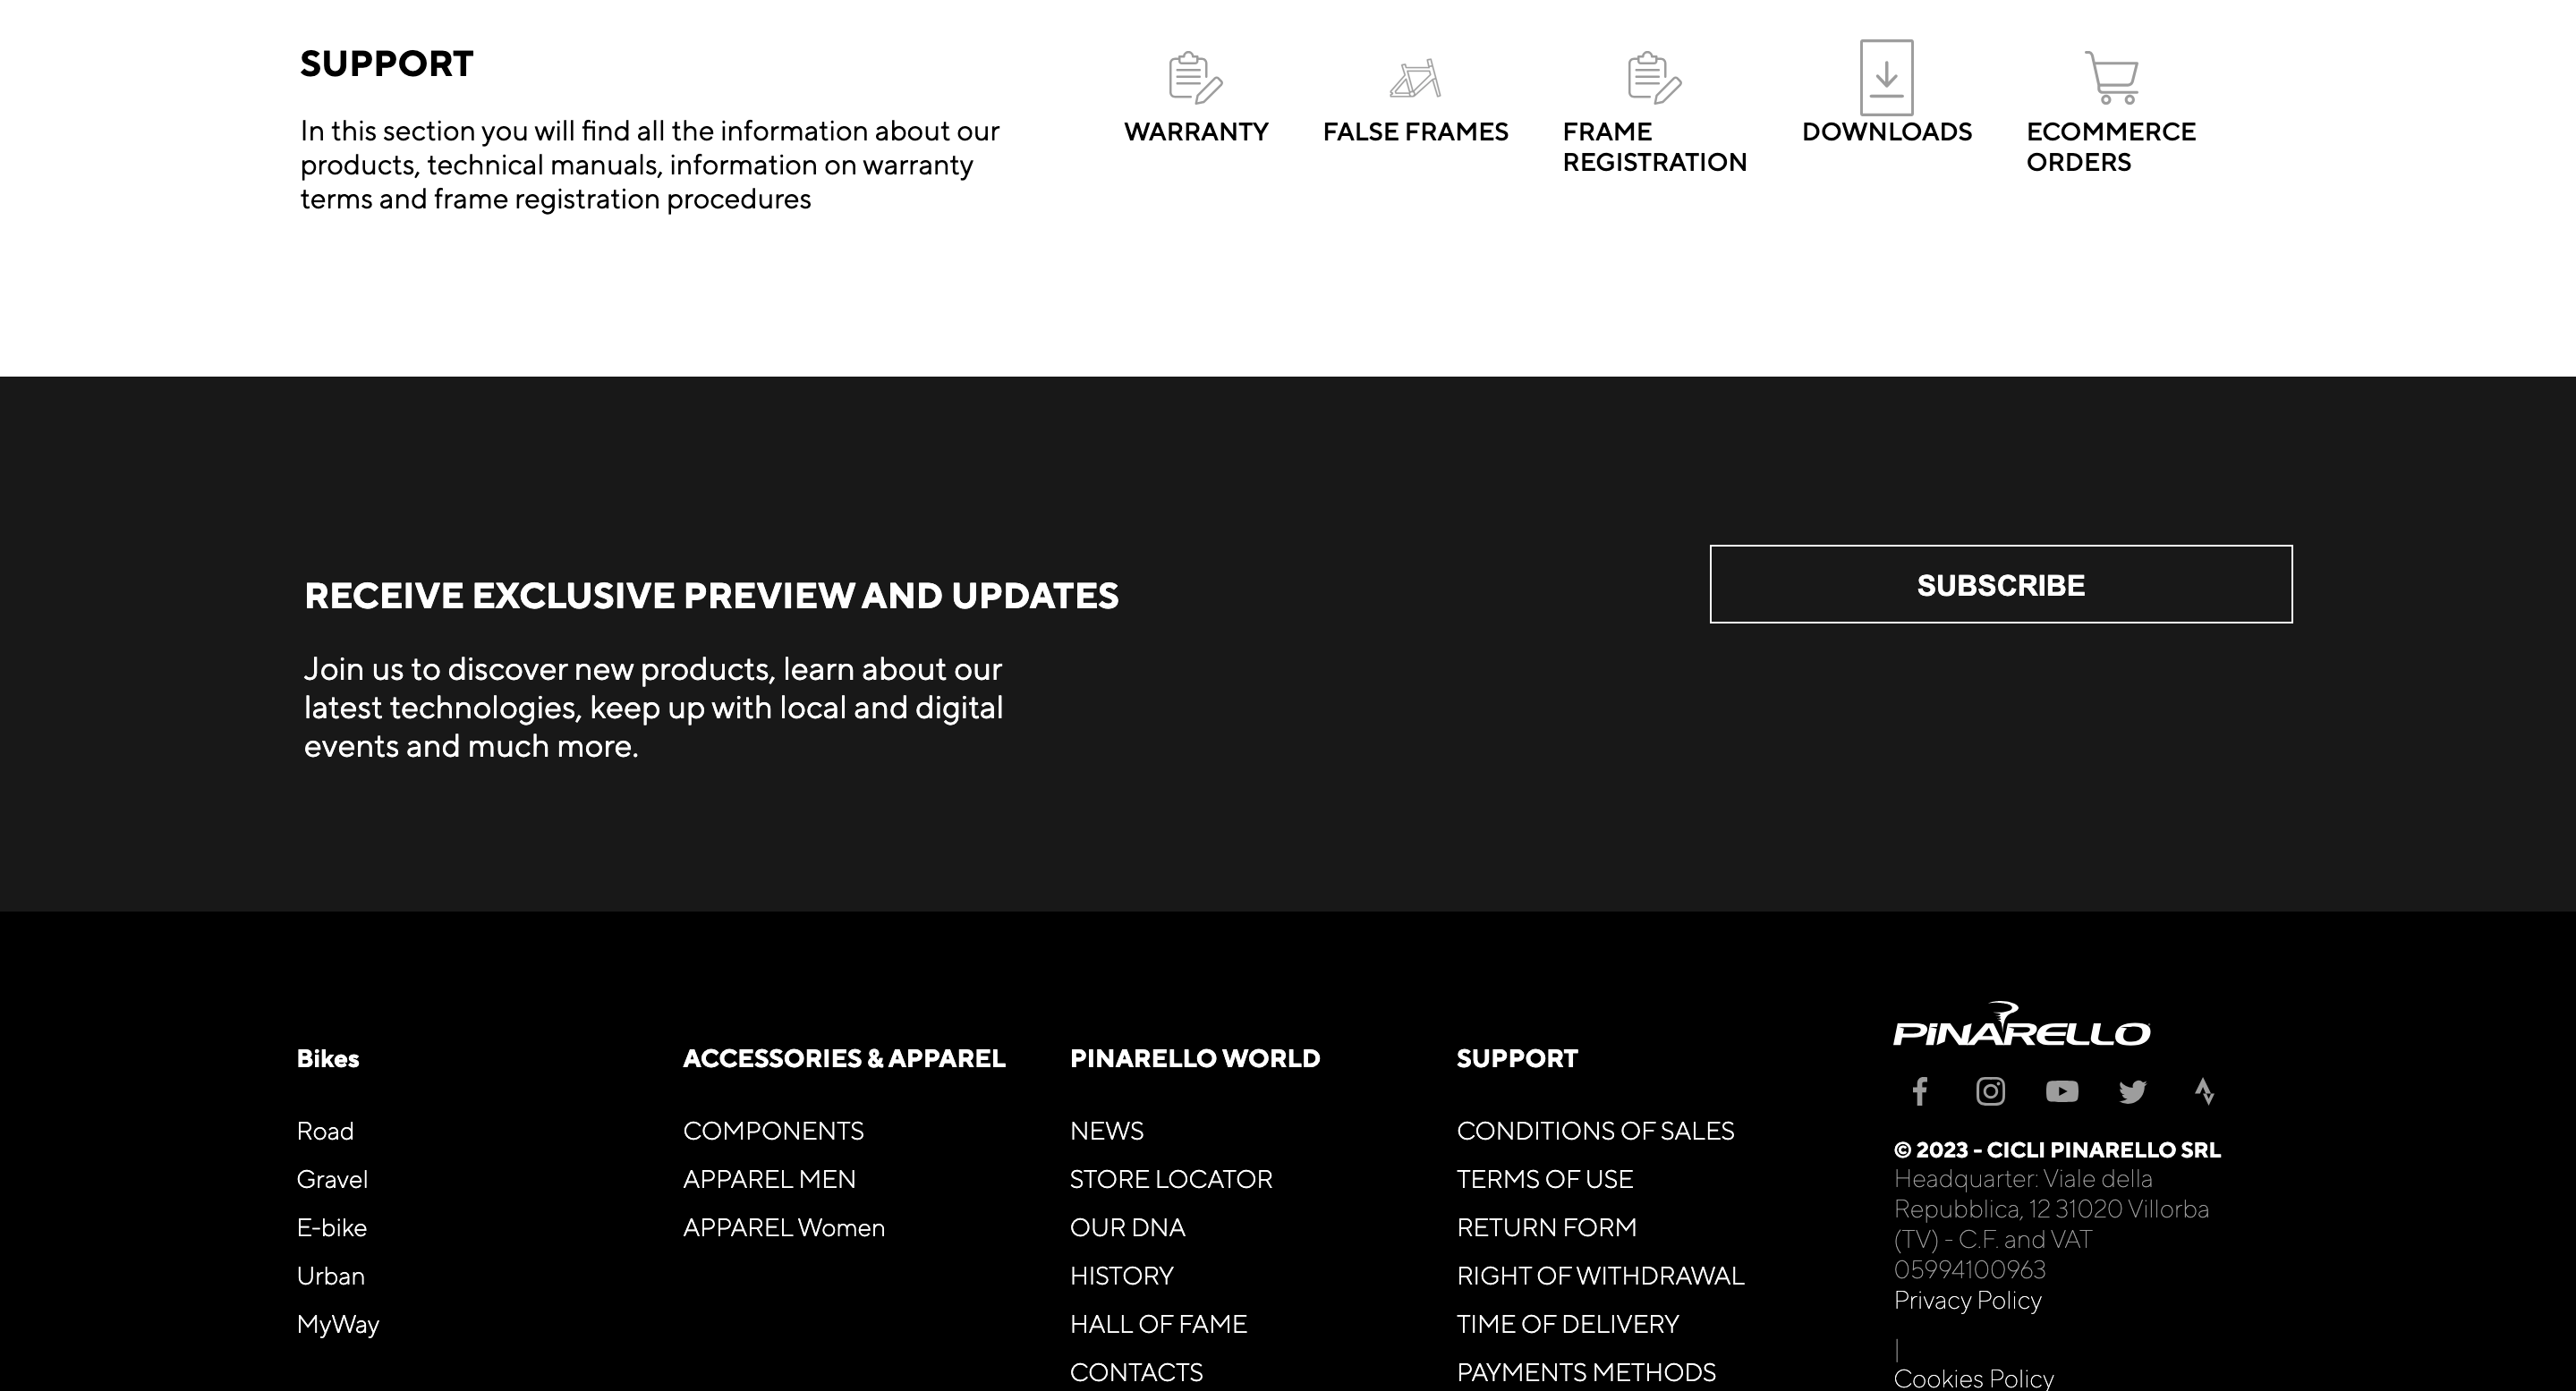 SUPPORT
In this section you will find all the information about our
products, technical manuals, information on warranty
terms and frame registration procedures
WARRANTY
FALSE FRAMES
FRAME
REGISTRATION
DOWNLOADS
ECOMMERCE
ORDERS
RECEIVE EXCLUSIVE PREVIEW AND UPDATES
Join us to discover new products, learn about our
latest technologies, keep up with local and digital
events and much more.
SUBSCRIBE
Bikes
Road
Gravel
E-bike
Urban
MyWay
ACCESSORIES & APPAREL
COMPONENTS
APPAREL MEN
APPAREL Women
PINARELLO WORLD
NEWS
STORE LOCATOR
OUR DNA
HISTORY
HALL OF FAME
CONTACTS
SUPPORT
CONDITIONS OF SALES
TERMS OF USE
RETURN FORM
RIGHT OF WITHDRAWAL
TIME OF DELIVERY
PAYMENTS METHODS
PINARELLO
© 2023 - CICLI PINARELLO SRL
Headquarter: Viale della
Repubblica, 12 31020 Villorba
(TV) - C.F. and VAT
05994100963
Privacy Policy
|
Cookies Policy